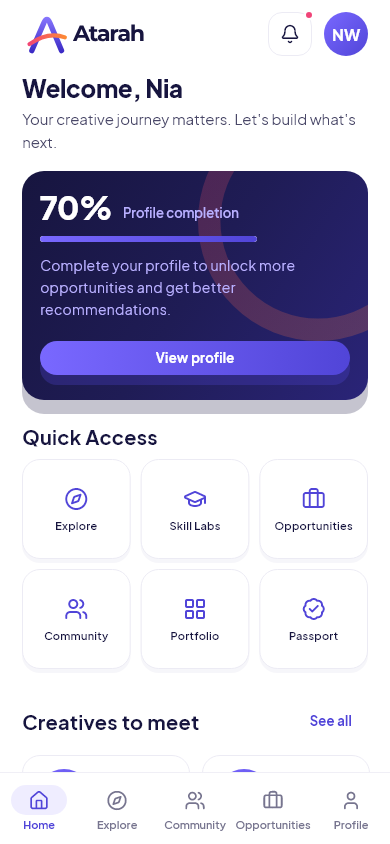 Atarah
NW
Welcome, Nia
Your creative journey matters. Let's build what's
next.
70% Profile completion
Complete your profile to unlock more
opportunities and get better
recommendations.
View profile
Quick Access
Explore
Skill Labs
Opportunities
Community
Portfolio
Passport
Creatives to meet
See all
Home
Explore
Community
Opportunities
Profile